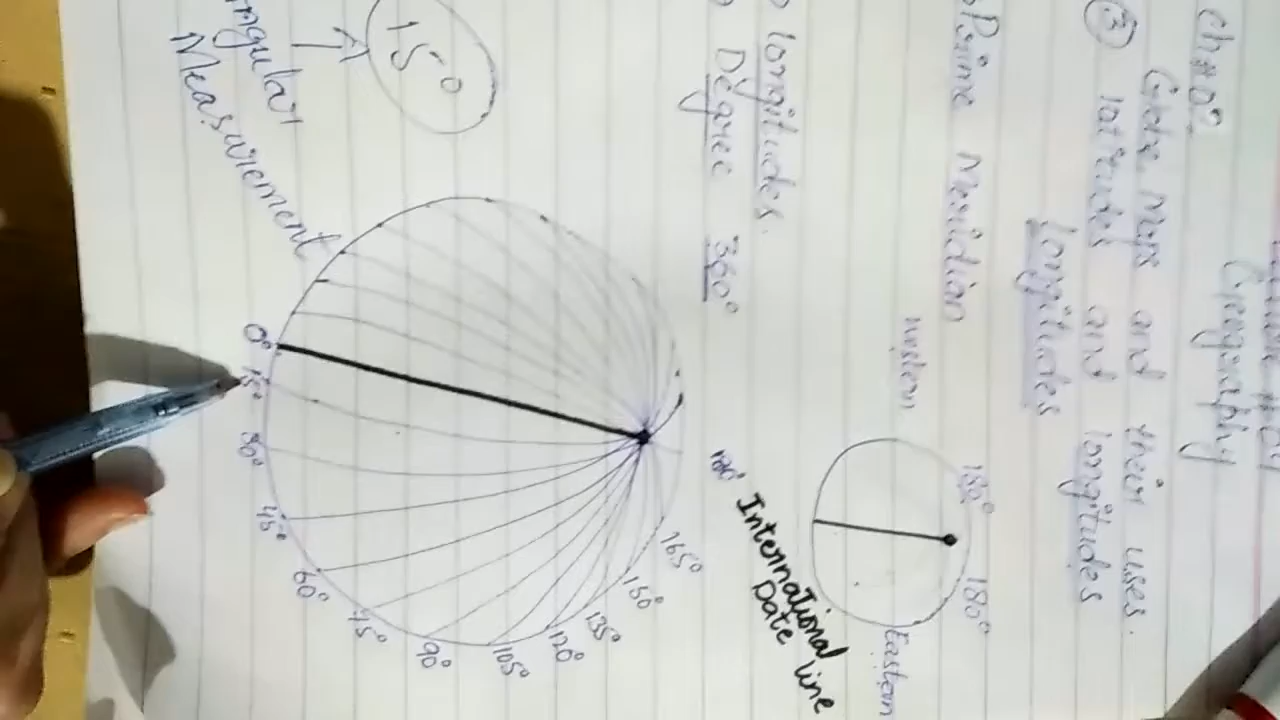 Geography
Ch#02
Globe, Maps and their uses.
③ latitudes and longitudes
Longitudes
Prime Meridian
western
180°
180°
Eastern
longitudes.
Degree 360°
15°
Angular
Measurement
0°
15°
30°
45°
60°
75°
90°
105°
120°
135°
150°
165°
180°
International
Date line